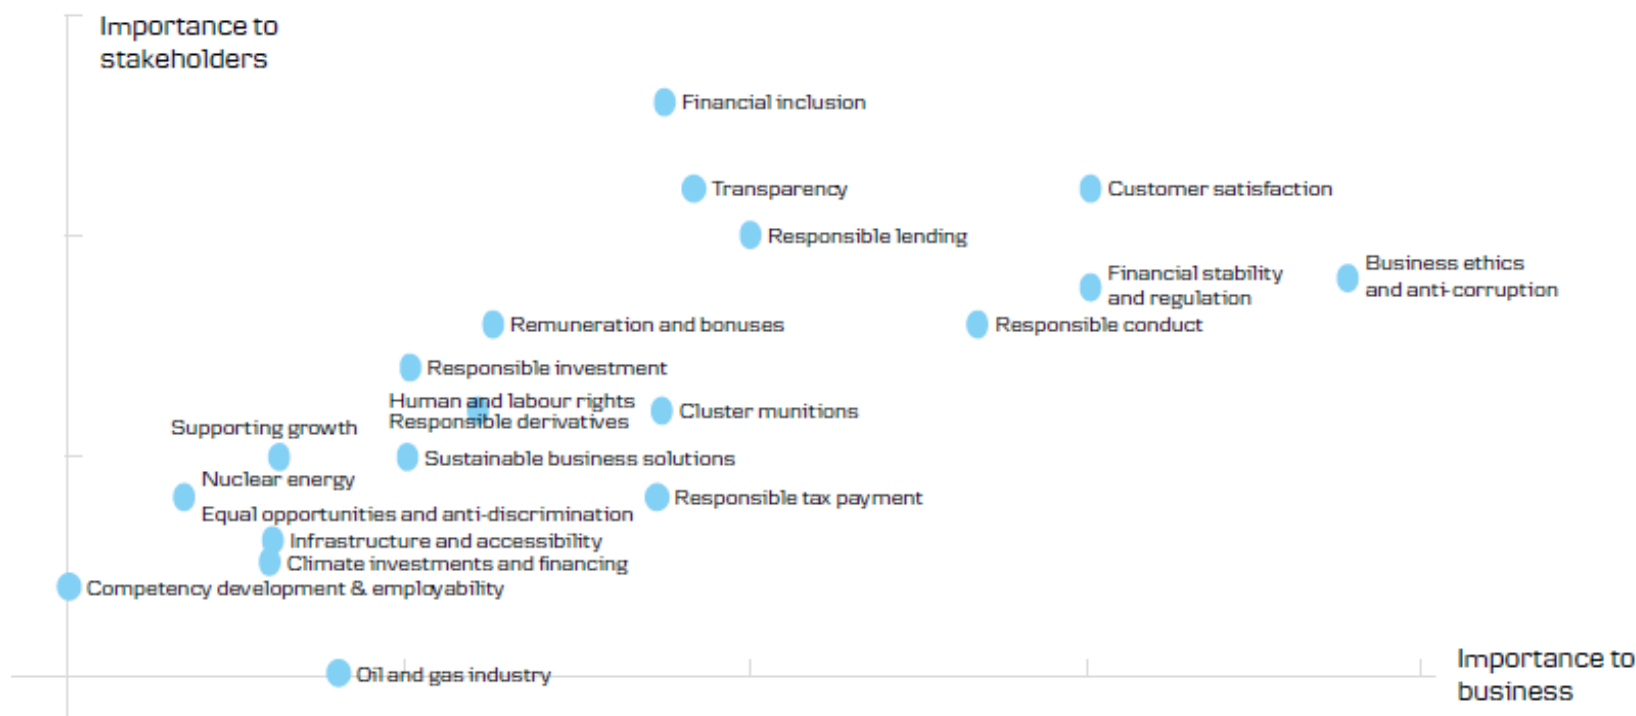 Importance to
stakeholders
Financial inclusion
Transparency
Customer satisfaction
Responsible lending
Business ethics
and anti-corruption
Financial stability
and regulation
Remuneration and bonuses
Responsible conduct
Responsible investment
Human and labour rights
Responsible derivatives
Cluster munitions
Supporting growth
Sustainable business solutions
Nuclear energy
Responsible tax payment
Equal opportunities and anti-discrimination
Infrastructure and accessibility
Climate investments and financing
Competency development & employability
Oil and gas industry
Importance to
business